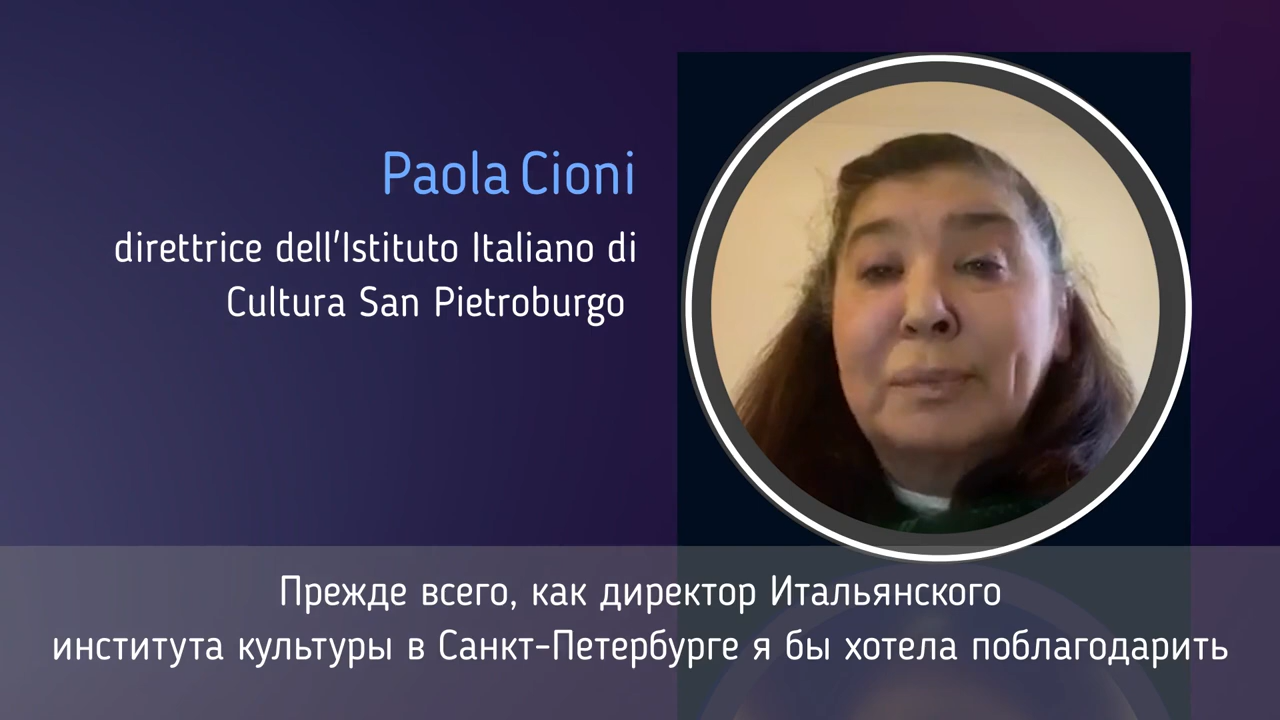 Paola Cioni
direttrice dell'Istituto Italiano di
Cultura San Pietroburgo
Прежде всего, как директор Итальянского
института культуры в Санкт-Петербурге я бы хотела поблагодарить